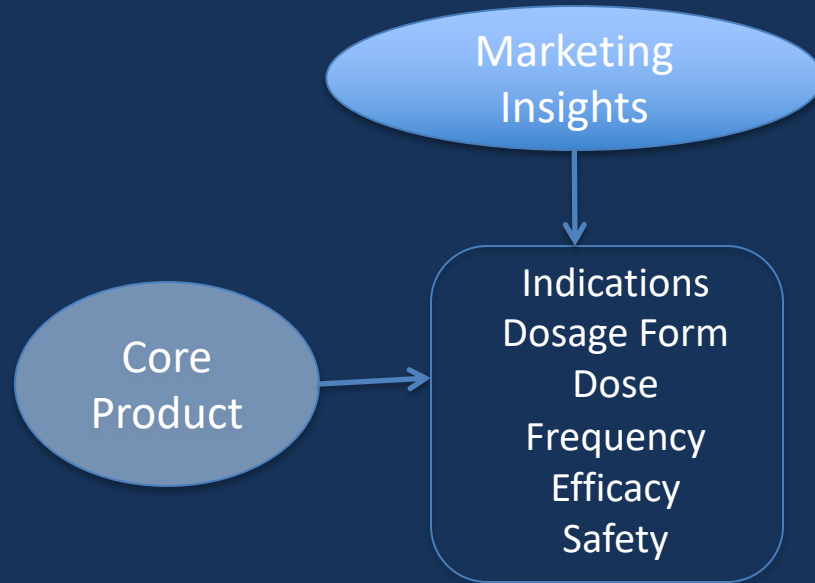 Marketing
Insights
Core
Product
Indications
Dosage Form
Dose
Frequency
Efficacy
Safety